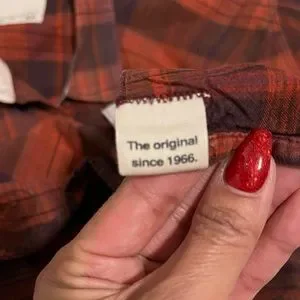 The original
since 1966.